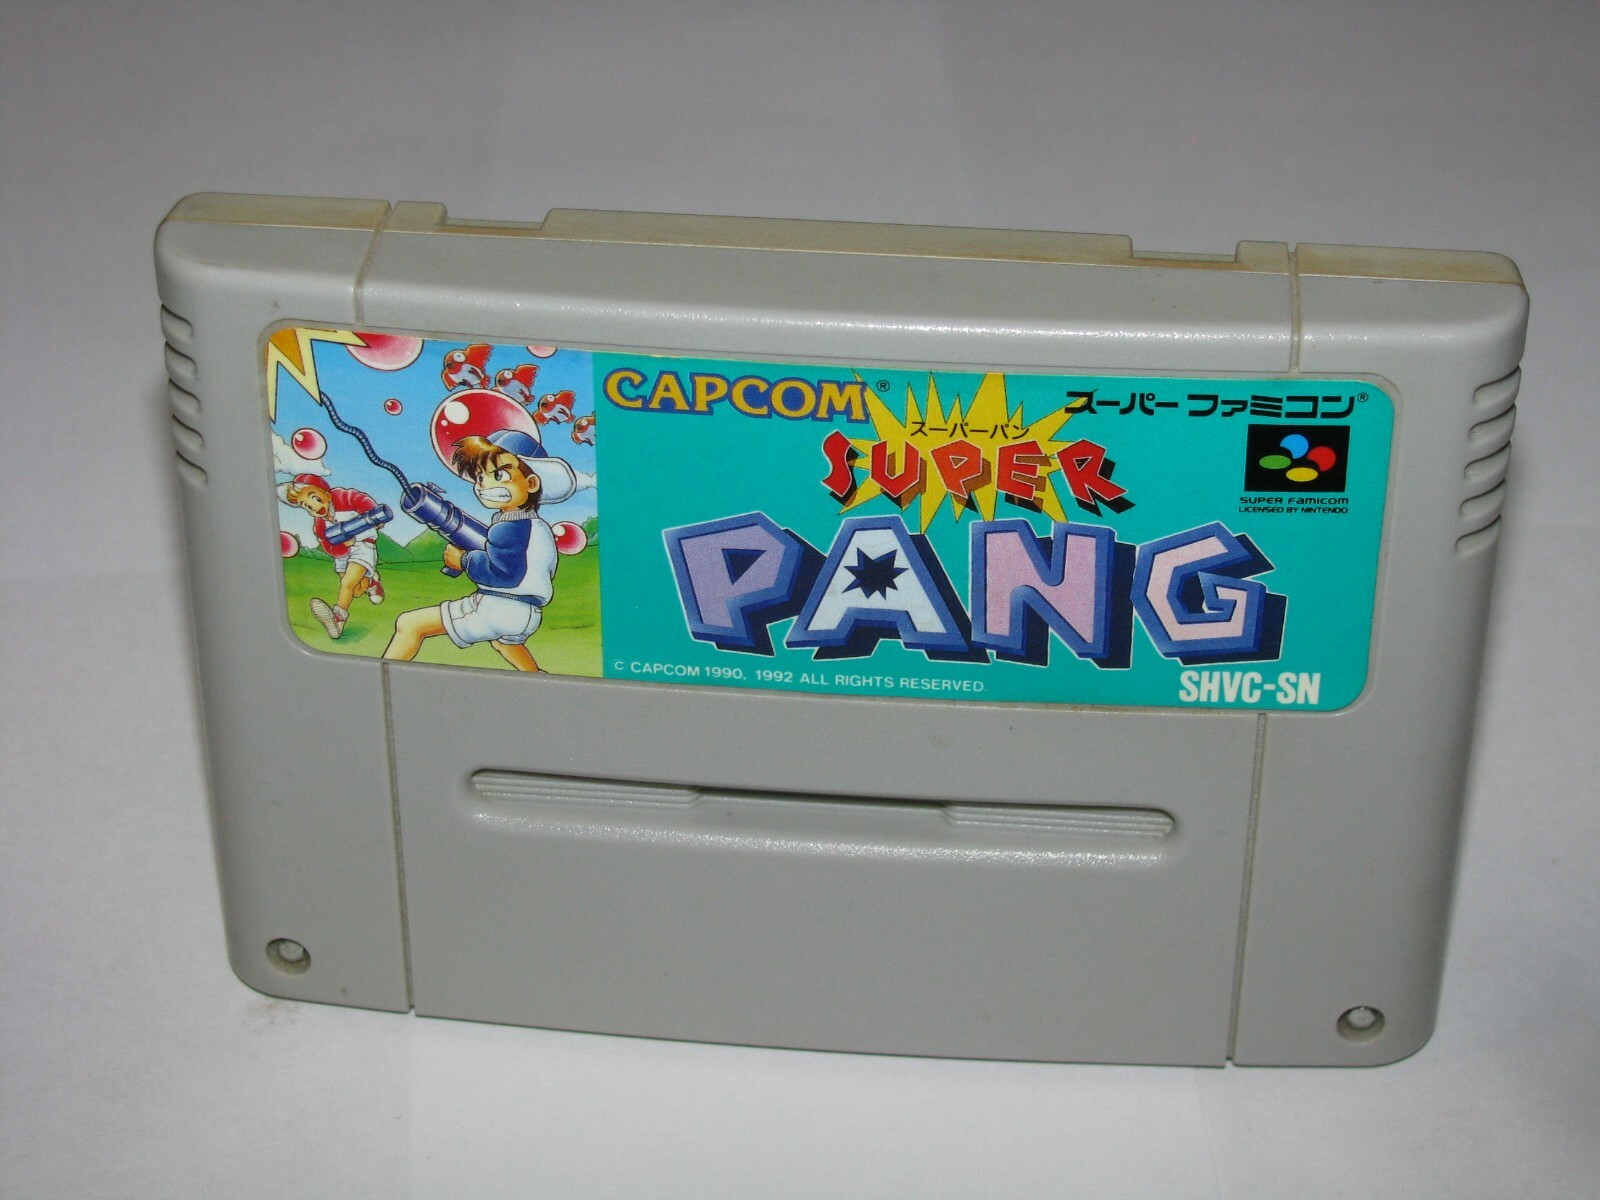 CAPCOM®
スーパー ファミコン®
スーパーパン
SUPER
PANG
SUPER FAMICOM
LICENSED BY NINTENDO
© CAPCOM 1990, 1992 ALL RIGHTS RESERVED.
SHVC-SN